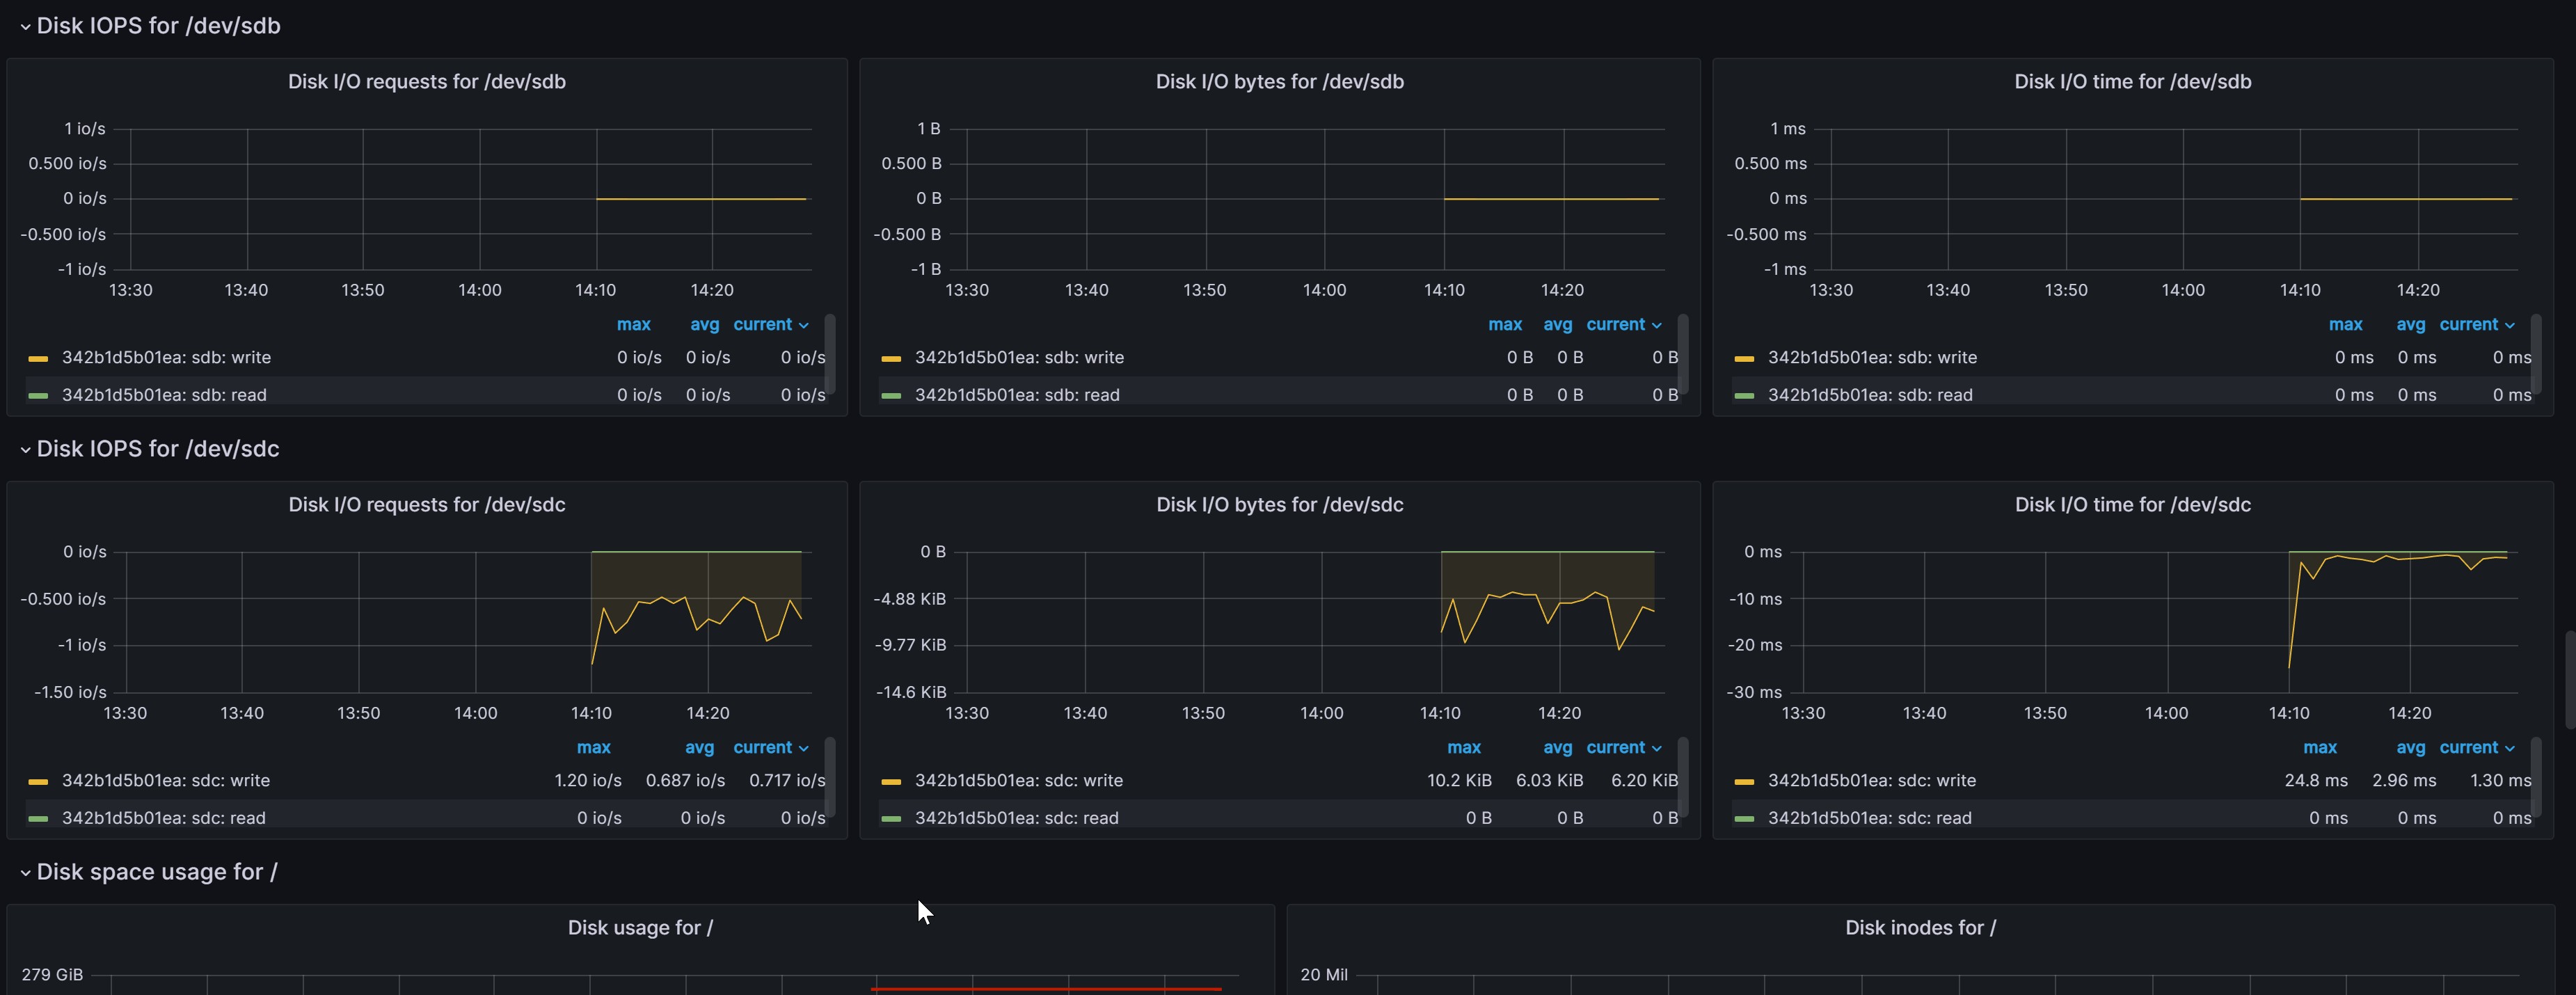 Disk IOPS for /dev/sdb
Disk I/O requests for /dev/sdb
1 io/s
0.500 io/s
0 io/s
-0.500 io/s
-1 io/s
13:30 13:40 13:50 14:00 14:10 14:20
max avg current
342b1d5b01ea: sdb: write 0 io/s 0 io/s 0 io/s
342b1d5b01ea: sdb: read 0 io/s 0 io/s 0 io/s
Disk I/O bytes for /dev/sdb
1 B
0.500 B
0 B
-0.500 B
-1 B
13:30 13:40 13:50 14:00 14:10 14:20
max avg current
342b1d5b01ea: sdb: write 0 B 0 B 0 B
342b1d5b01ea: sdb: read 0 B 0 B 0 B
Disk I/O time for /dev/sdb
1 ms
0.500 ms
0 ms
-0.500 ms
-1 ms
13:30 13:40 13:50 14:00 14:10 14:20
max avg current
342b1d5b01ea: sdb: write 0 ms 0 ms 0 ms
342b1d5b01ea: sdb: read 0 ms 0 ms 0 ms
Disk IOPS for /dev/sdc
Disk I/O requests for /dev/sdc
0 io/s
-0.500 io/s
-1 io/s
-1.50 io/s
13:30 13:40 13:50 14:00 14:10 14:20
max avg current
342b1d5b01ea: sdc: write 1.20 io/s 0.687 io/s 0.717 io/s
342b1d5b01ea: sdc: read 0 io/s 0 io/s 0 io/s
Disk I/O bytes for /dev/sdc
0 B
-4.88 KiB
-9.77 KiB
-14.6 KiB
13:30 13:40 13:50 14:00 14:10 14:20
max avg current
342b1d5b01ea: sdc: write 10.2 KiB 6.03 KiB 6.20 KiB
342b1d5b01ea: sdc: read 0 B 0 B 0 B
Disk I/O time for /dev/sdc
0 ms
-10 ms
-20 ms
-30 ms
13:30 13:40 13:50 14:00 14:10 14:20
max avg current
342b1d5b01ea: sdc: write 24.8 ms 2.96 ms 1.30 ms
342b1d5b01ea: sdc: read 0 ms 0 ms 0 ms
Disk space usage for /
Disk usage for /
279 GiB
Disk inodes for /
20 Mil